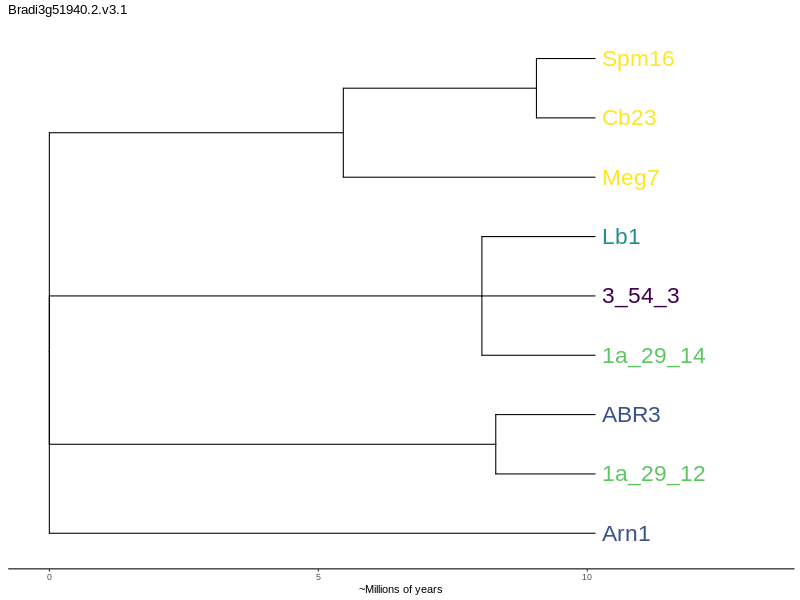 Bradi3g51940.2.v3.1
Spm16
Cb23
Meg7
Lb1
3_54_3
1a_29_14
ABR3
1a_29_12
Arn1
0 5 10
~Millions of years